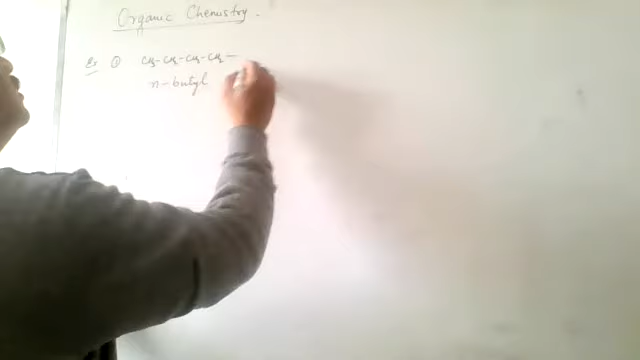 Organic Chemistry.
Ex ① CH3-CH2-CH2-CH2-
n-butyl